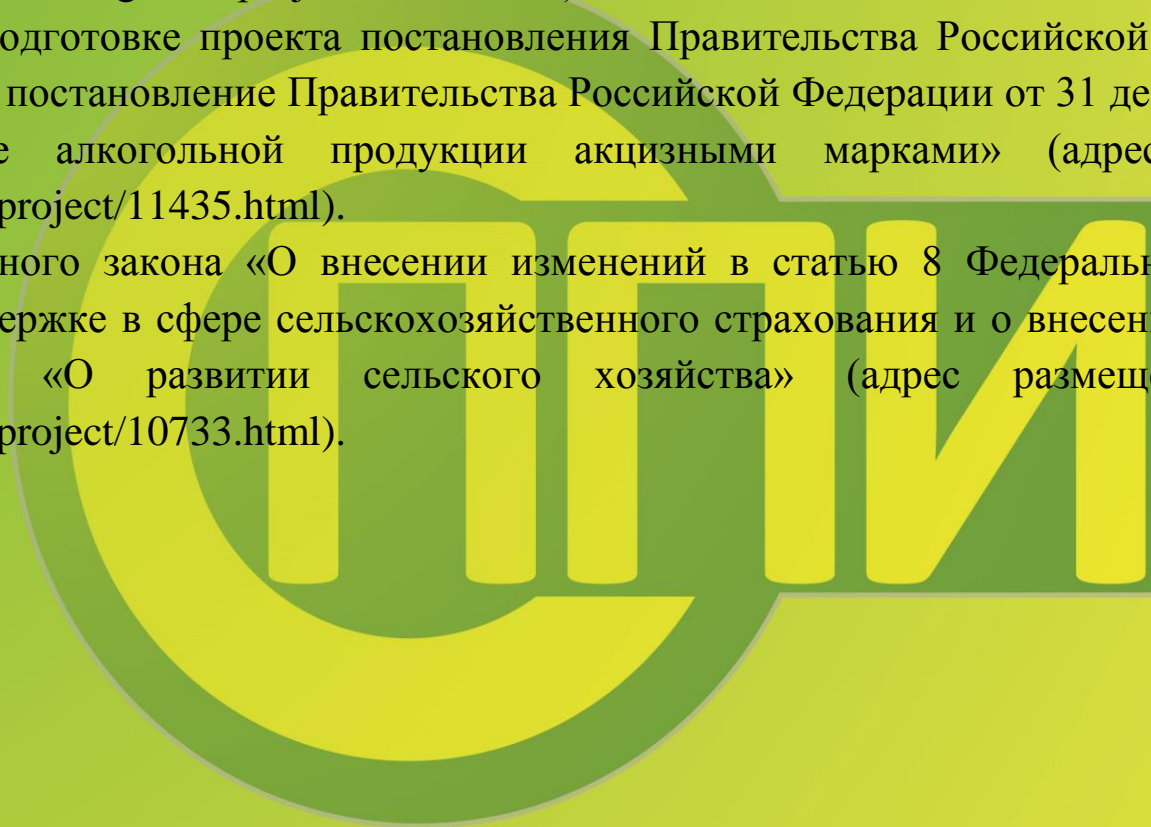 одготовке проекта постановления Правительства Российской
постановление Правительства Российской Федерации от 31 де
е алкогольной продукции акцизными марками» (адрес
project/11435.html).
ного закона «О внесении изменений в статью 8 Федеральн
ержке в сфере сельскохозяйственного страхования и о внесен
«О развитии сельского хозяйства» (адрес размещ
project/10733.html).
СППИ